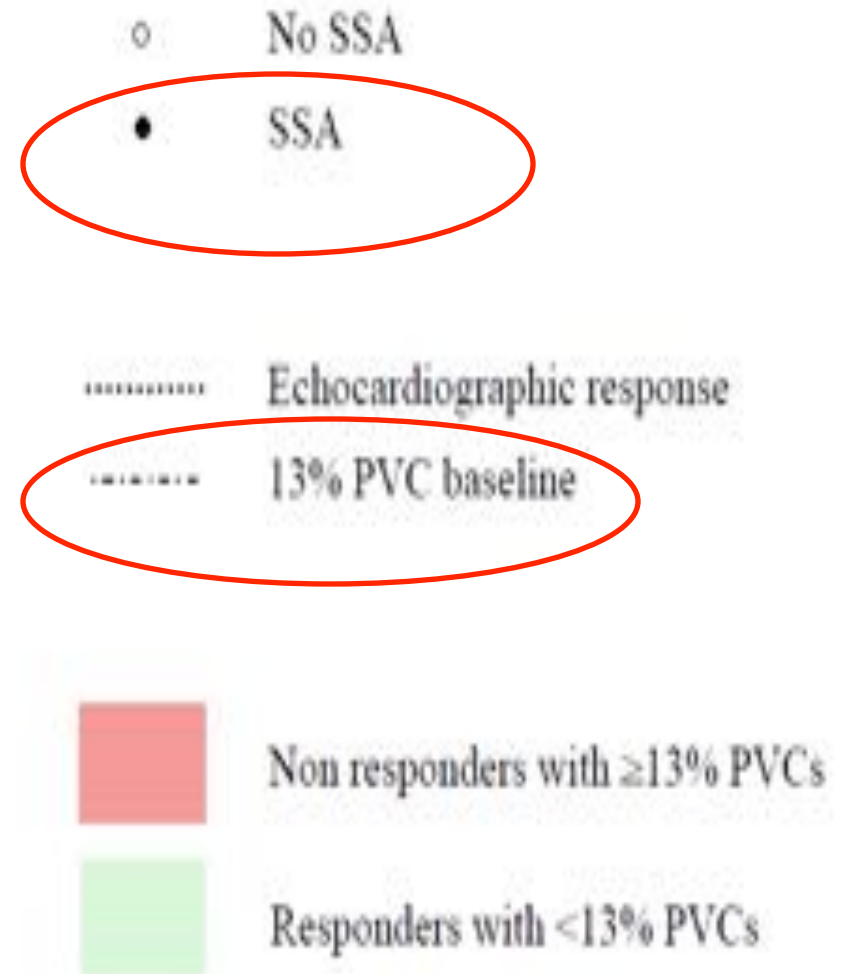 No SSA
SSA
Echocardiographic response
13% PVC baseline
Non responders with ≥13% PVCs
Responders with <13% PVCs